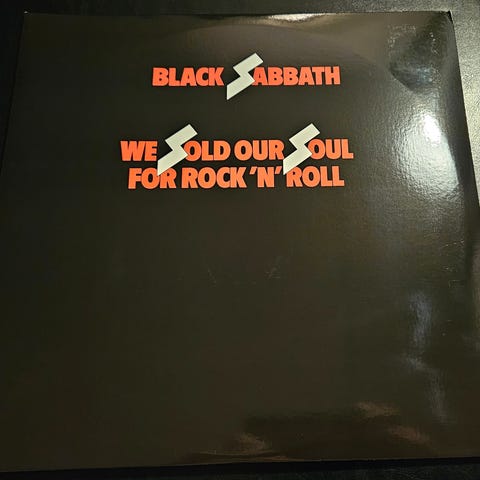 BLACK SABBATH
WE SOLD OUR SOUL
FOR ROCK 'N' ROLL